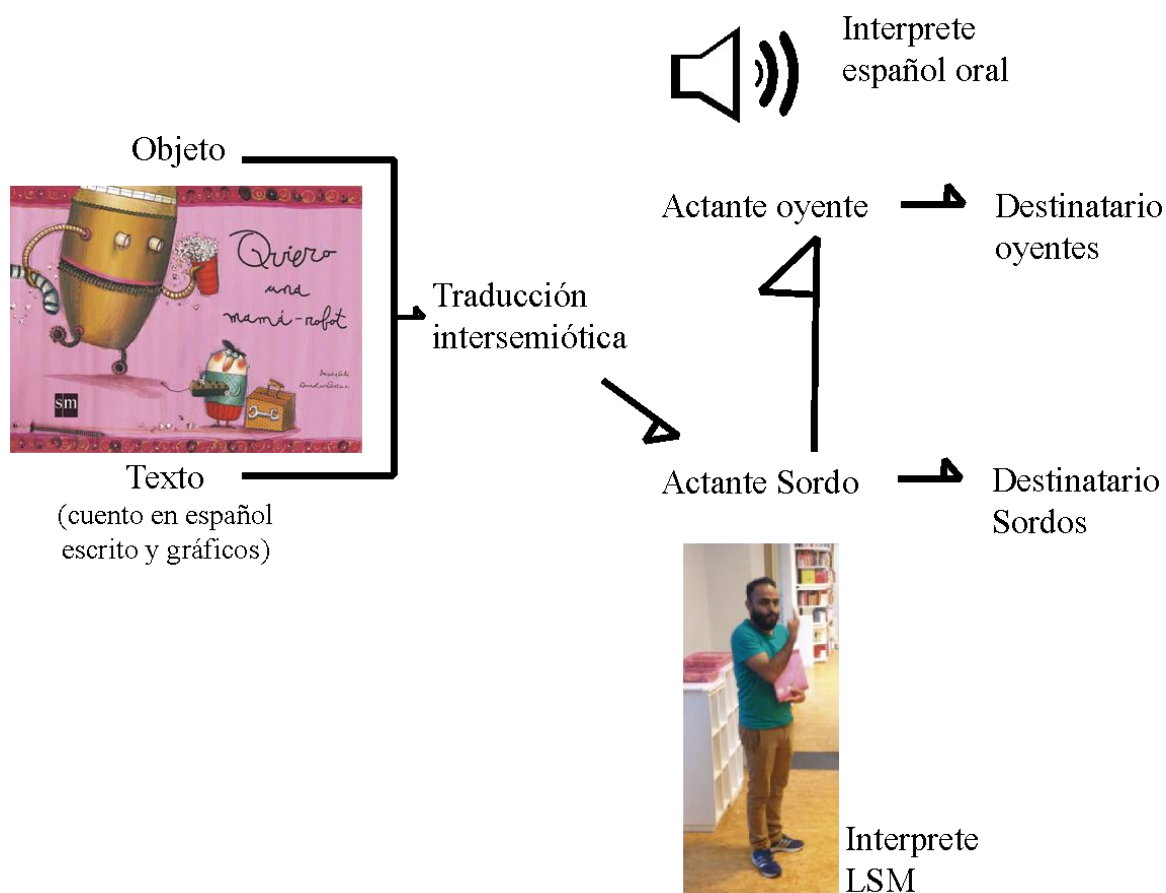 Interprete
español oral
Objeto
Quiero
una
mamá-robot
sm
Actante oyente
Destinatario
oyentes
Traducción
intersemiótica
Texto
(cuento en español
escrito y gráficos)
Actante Sordo
Destinatario
Sordos
Interprete
LSM